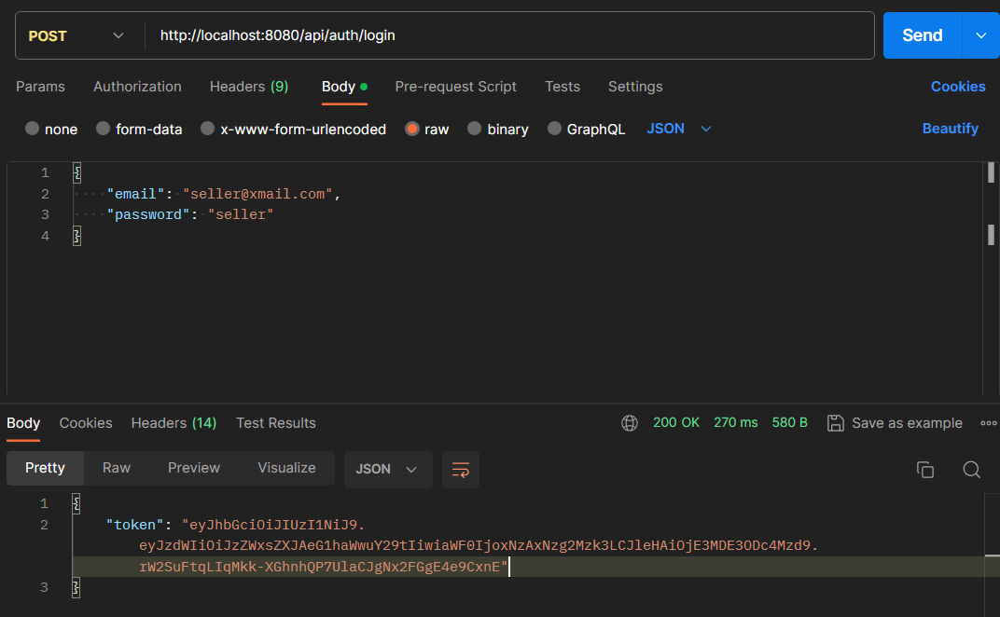 POST http://localhost:8080/api/auth/login Send
Params Authorization Headers (9) Body Pre-request Script Tests Settings Cookies
none form-data x-www-form-urlencoded raw binary GraphQL JSON Beautify
1 {
2 "email": "seller@xmail.com",
3 "password": "seller"
4 }
Body Cookies Headers (14) Test Results 200 OK 270 ms 580 B Save as example
Pretty Raw Preview Visualize JSON
1 {
2 "token": "eyJhbGciOiJIUzI1NiJ9.
eyJzdWIiOiJzZWxsZXJAeG1haWwuY29tIiwiaWF0IjoxNzAxNzg2Mzk3LCJleHAiOjE3MDE3ODc4Mzd9.
rW2SuFtqLIqMkk-XGhnhQP7UlaCJgNx2FGgE4e9CxnE"
3 }